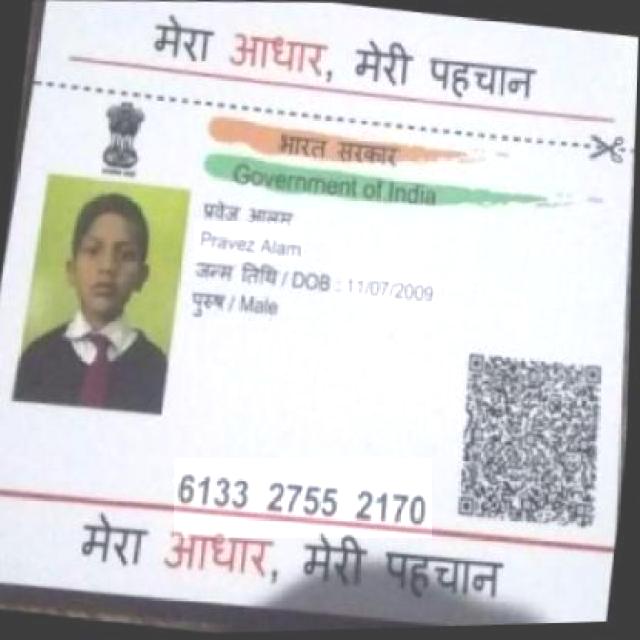 मेरा आधार, मेरी पहचान
भारत सरकार
Government of India
प्रवेज आलम
Pravez Alam
जन्म तिथि / DOB : 11/07/2009
पुरुष / Male
6133 2755 2170
मेरा आधार, मेरी पहचान